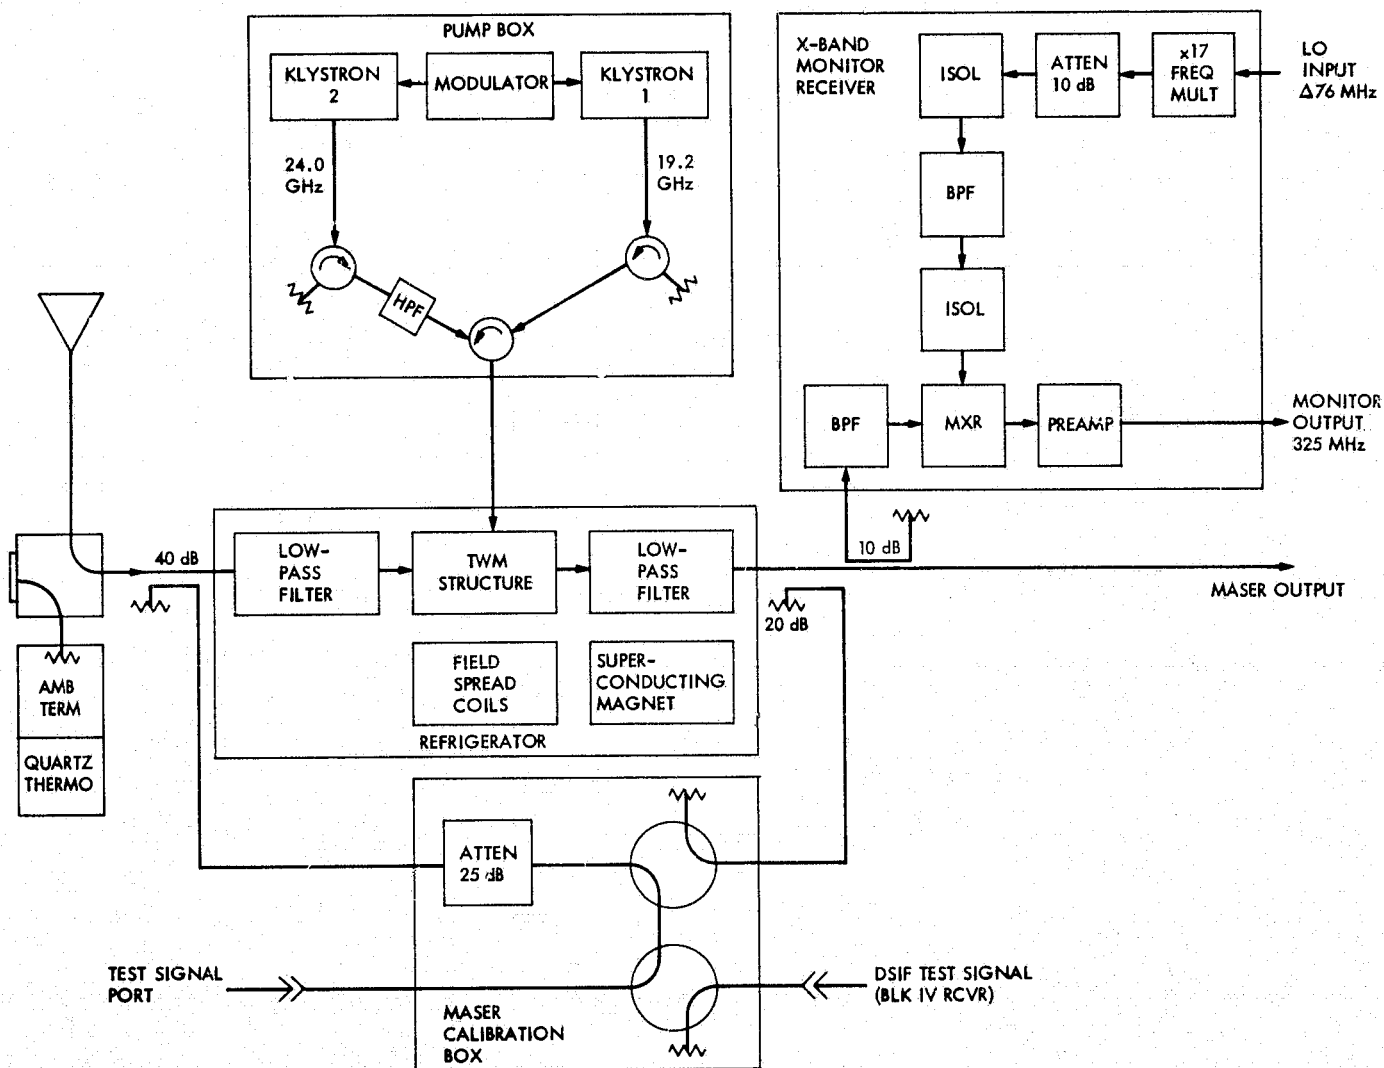 PUMP BOX
KLYSTRON
2
MODULATOR
KLYSTRON
1
24.0
GHz
19.2
GHz
HPF
X-BAND
MONITOR
RECEIVER
ISOL
ATTEN
10 dB
x17
FREQ
MULT
LO
INPUT
Δ76 MHz
BPF
ISOL
BPF
MXR
PREAMP
MONITOR
OUTPUT
325 MHz
10 dB
40 dB
LOW-
PASS
FILTER
TWM
STRUCTURE
LOW-
PASS
FILTER
MASER OUTPUT
20 dB
FIELD
SPREAD
COILS
SUPER-
CONDUCTING
MAGNET
REFRIGERATOR
AMB
TERM
QUARTZ
THERMO
ATTEN
25 dB
TEST SIGNAL
PORT
DSIF TEST SIGNAL
(BLK IV RCVR)
MASER
CALIBRATION
BOX